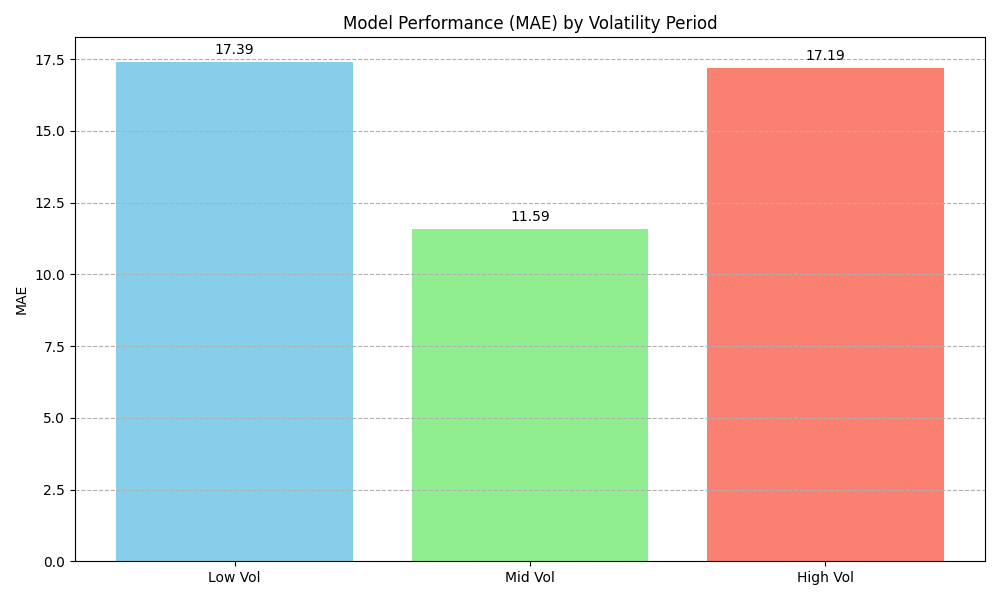 Model Performance (MAE) by Volatility Period
17.39
11.59
17.19
MAE
17.5
15.0
12.5
10.0
7.5
5.0
2.5
0.0
Low Vol
Mid Vol
High Vol